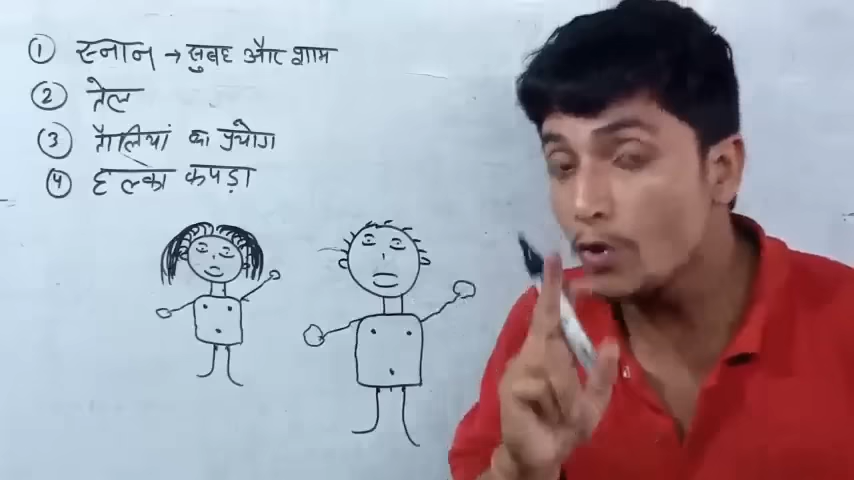 ① स्नान → सुबह और शाम
② तेल
③ तौलियां का प्रयोग
④ हल्का कपड़ा